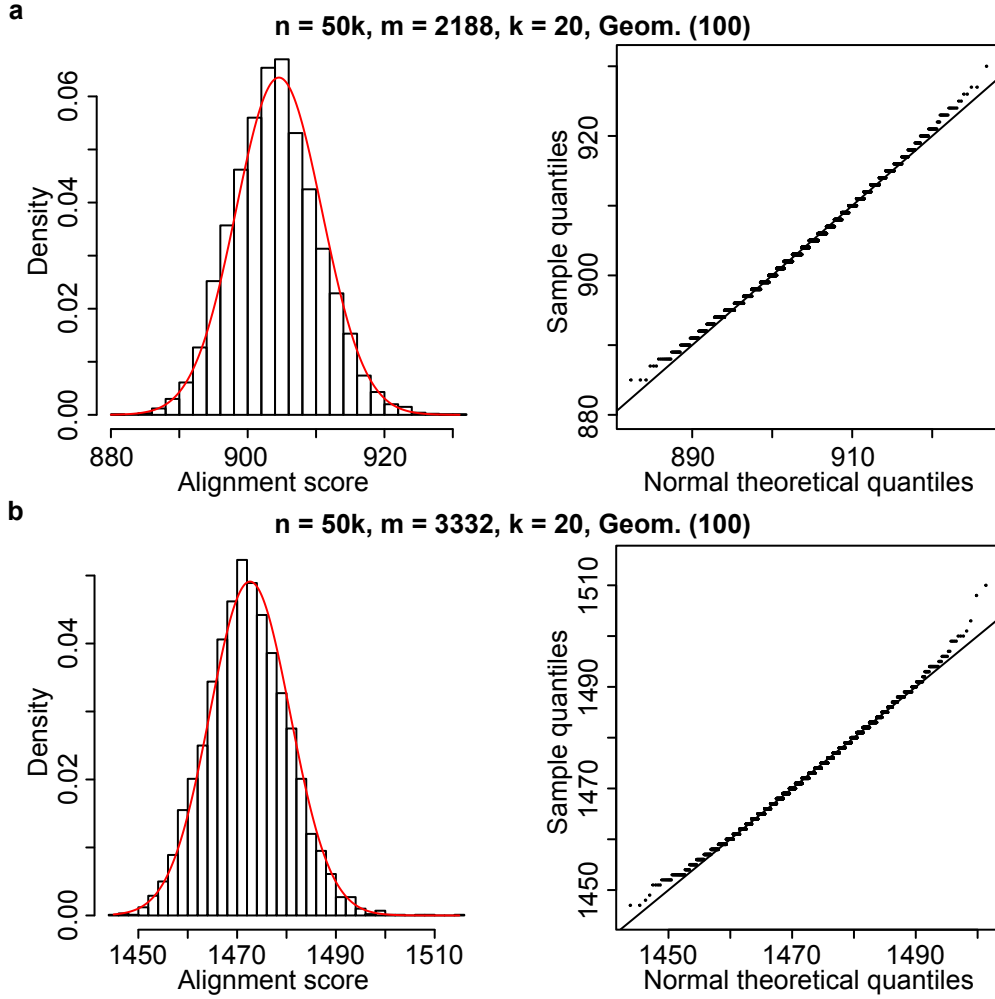 a
n = 50k, m = 2188, k = 20, Geom. (100)
Density
0.00
0.02
0.04
0.06
880
900
920
Alignment score
Sample quantiles
880
900
920
890
910
Normal theoretical quantiles
b
n = 50k, m = 3332, k = 20, Geom. (100)
Density
0.00
0.02
0.04
1450
1470
1490
1510
Alignment score
Sample quantiles
1450
1470
1490
1510
1450
1470
1490
Normal theoretical quantiles